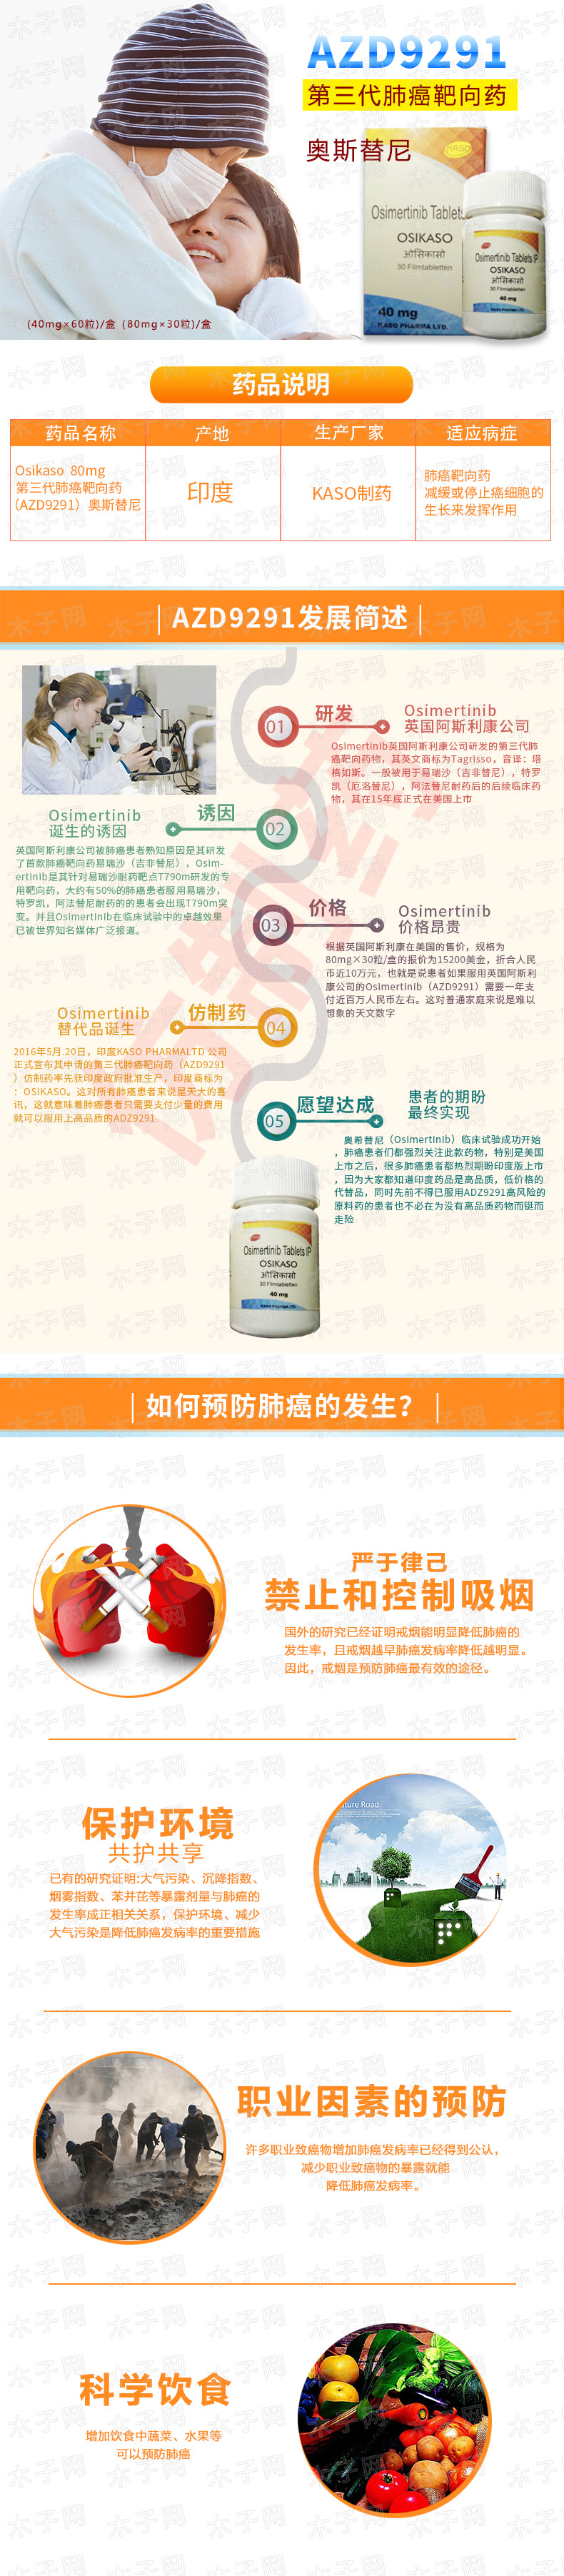 AZD9291
第三代肺癌靶向药
奥斯替尼
KASO
Osimertinib Tablets
OSIKASO
ओसिकासो
30 Filmtabletten
40 mg
KASO PHARMA LTD.
Osimertinib Tablets IP
OSIKASO
ओसिकासो
30 Filmtabletten
40 mg
(40mg×60粒)/盒（80mg×30粒)/盒
药品说明
药品名称
产地
生产厂家
适应病症
Osikaso 80mg
第三代肺癌靶向药
（AZD9291）奥斯替尼
印度
KASO制药
肺癌靶向药
减缓或停止癌细胞的
生长来发挥作用
AZD9291发展简述
01
研发
Osimertinib
英国阿斯利康公司
Osimertinib英国阿斯利康公司研发的第三代肺
癌靶向药物，其英文商标为Tagrisso，音译：塔
格如斯。一般被用于易瑞沙（吉非替尼），特罗
凯（厄洛替尼），阿法替尼耐药后的后续临床药
物，其在15年底正式在美国上市
Osimertinib
诞生的诱因
诱因
02
英国阿斯利康公司被肺癌患者熟知原因是其研发
了首款肺癌靶向药易瑞沙（吉非替尼），Osim-
ertinib是其针对易瑞沙耐药靶点T790m研发的专
用靶向药，大约有50%的肺癌患者服用易瑞沙，
特罗凯，阿法替尼耐药的的患者会出现T790m突
变。并且Osimertinib在临床试验中的卓越效果
已被世界知名媒体广泛报道。
03
价格
Osimertinib
价格昂贵
根据英国阿斯利康在美国的售价，规格为
80mg×30粒/盒的报价为15200美金，折合人民
币近10万元，也就是说患者如果服用英国阿斯利
康公司的Osimertinib（AZD9291）需要一年支
付近百万人民币左右。这对普通家庭来说是难以
想象的天文数字
Osimertinib
替代品诞生
仿制药
04
2016年5月.20日，印度KASO PHARMALTD 公司
正式宣布其申请的第三代肺癌靶向药（AZD9291
）仿制药率先获印度政府批准生产，印度商标为
：OSIKASO。这对所有肺癌患者来说是天大的喜
讯，这就意味着肺癌患者只需要支付少量的费用
就可以服用上高品质的AZD9291
05
愿望达成
患者的期盼
最终实现
奥希替尼（Osimertinib）临床试验成功开始
，肺癌患者们都强烈关注此款药物，特别是美国
上市之后，很多肺癌患者都热烈期盼印度版上市
，因为大家都知道印度药品是高品质，低价格的
代替品，同时先前不得已服用ADZ9291高风险的
原料药的患者也不必在为没有高品质药物而铤而
走险
Osimertinib Tablets IP
OSIKASO
ओसिकासो
30 Filmtabletten
40 mg
KASO PHARMA LTD.
如何预防肺癌的发生？
严于律己
禁止和控制吸烟
国外的研究已经证明戒烟能明显降低肺癌的
发生率，且戒烟越早肺癌发病率降低越明显。
因此，戒烟是预防肺癌最有效的途径。
保护环境
共护共享
已有的研究证明:大气污染、沉降指数、
烟雾指数、苯并芘等暴露剂量与肺癌的
发生率成正相关关系，保护环境、减少
大气污染是降低肺癌发病率的重要措施
职业因素的预防
许多职业致癌物增加肺癌发病率已经得到公认，
减少职业致癌物的暴露就能
降低肺癌发病率。
科学饮食
增加饮食中蔬菜、水果等
可以预防肺癌
木子网